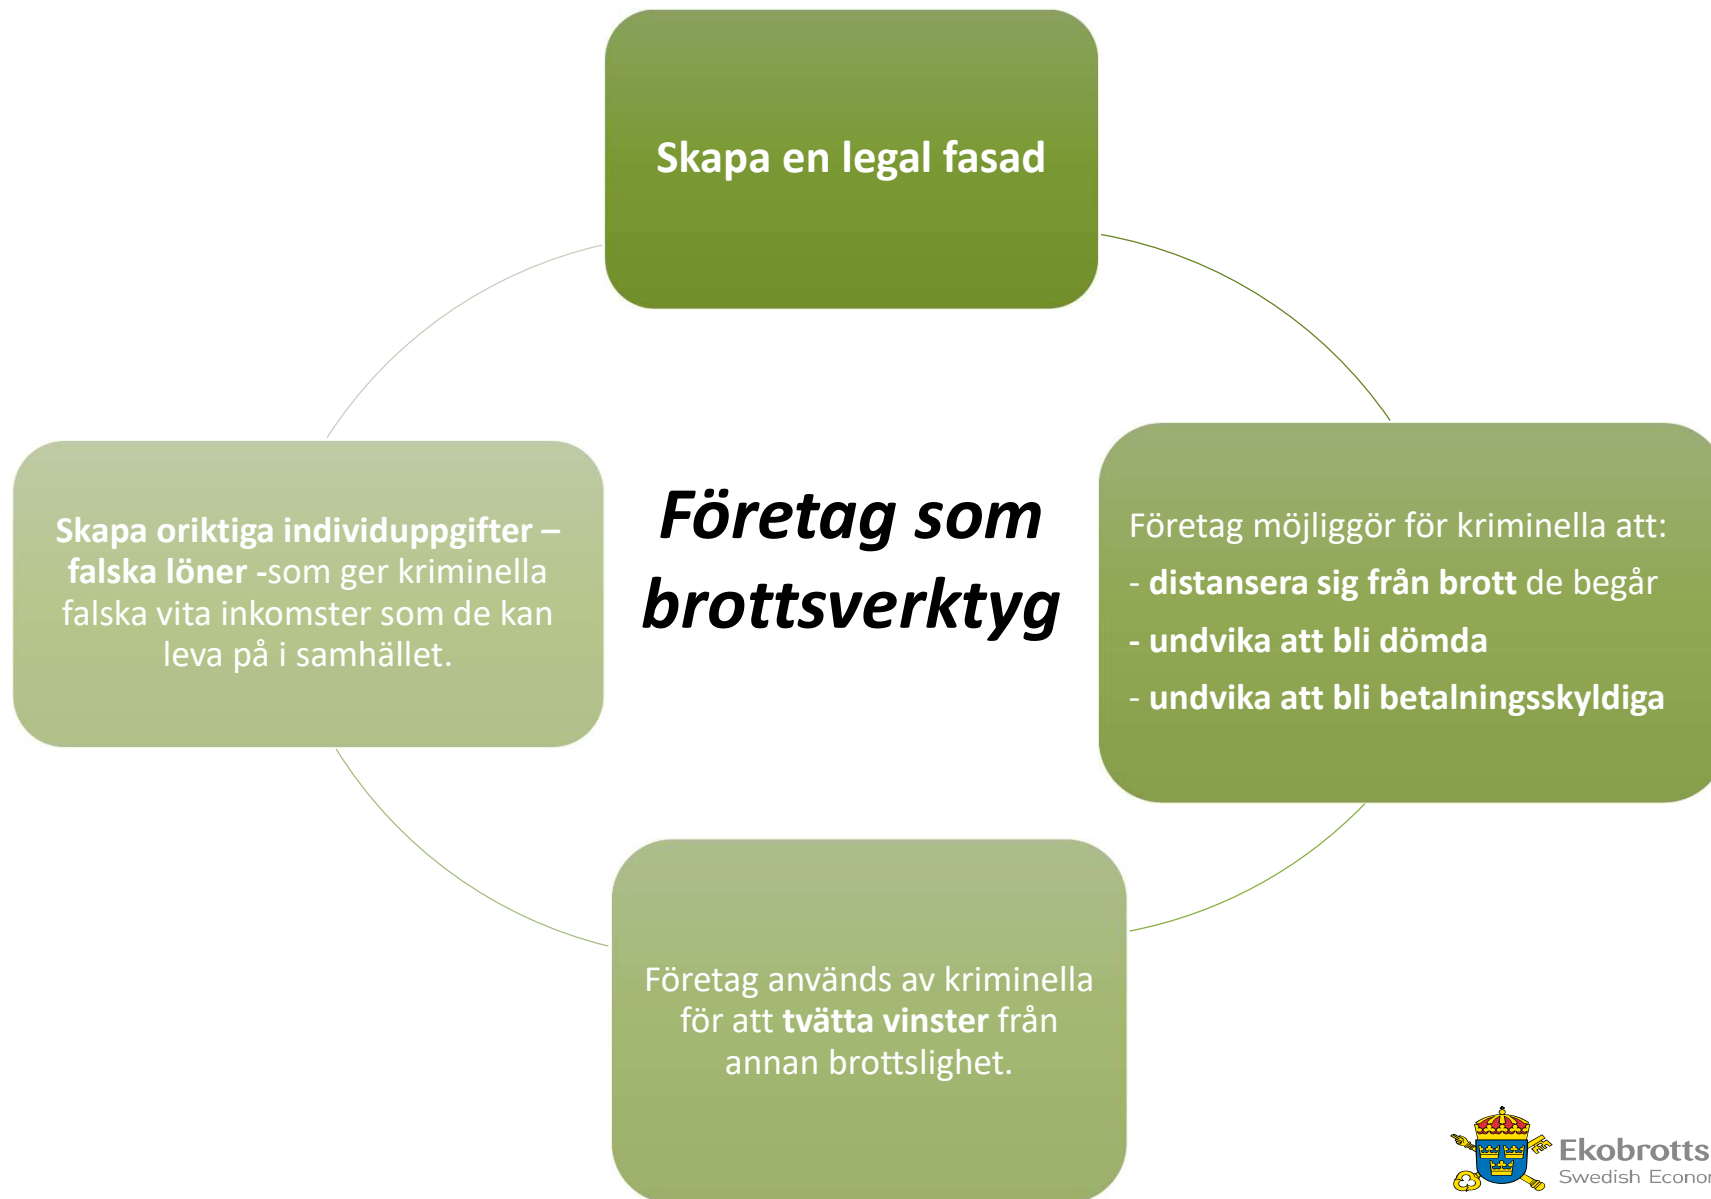 Skapa en legal fasad
Skapa oriktiga individuppgifter –
falska löner -som ger kriminella
falska vita inkomster som de kan
leva på i samhället.
Företag som
brottsverktyg
Företag möjliggör för kriminella att:
- distansera sig från brott de begår
- undvika att bli dömda
- undvika att bli betalningsskyldiga
Företag används av kriminella
för att tvätta vinster från
annan brottslighet.
Ekobrotts
Swedish Econo